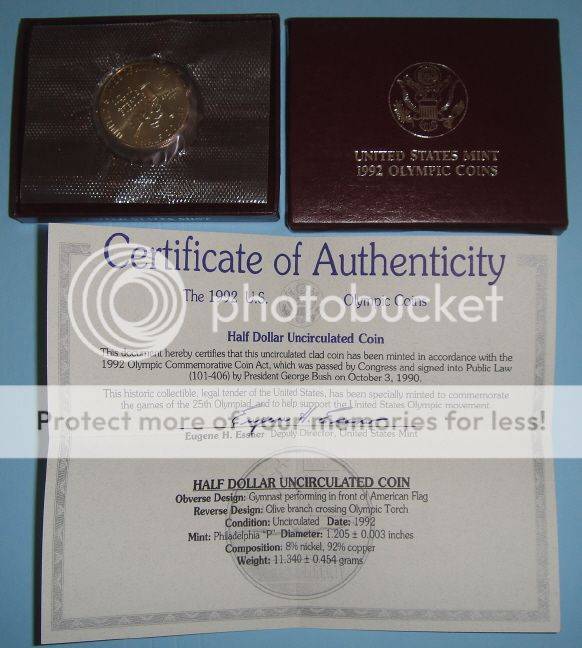 UNITED STATES MINT
1992 OLYMPIC COINS
Certificate of Authenticity
The 1992 U.S. Olympic Coins
Half Dollar Uncirculated Coin
This document hereby certifies that this uncirculated clad coin has been minted in accordance with the
1992 Olympic Commemorative Coin Act, which was passed by Congress and signed into Public Law
(101-406) by President George Bush on October 3, 1990.
This historic collectible, legal tender of the United States, has been specially minted to commemorate
the games of the 25th Olympiad and to help support the United States Olympic movement.
Eugene H. Essner Deputy Director, United States Mint
HALF DOLLAR UNCIRCULATED COIN
Obverse Design: Gymnast performing in front of American Flag
Reverse Design: Olive branch crossing Olympic Torch
Condition: Uncirculated Date: 1992
Mint: Philadelphia "P" Diameter: 1.205 ± 0.003 inches
Composition: 8% nickel, 92% copper
Weight: 11.340 ± 0.454 grams
photobucket
Protect more of your memories for less!